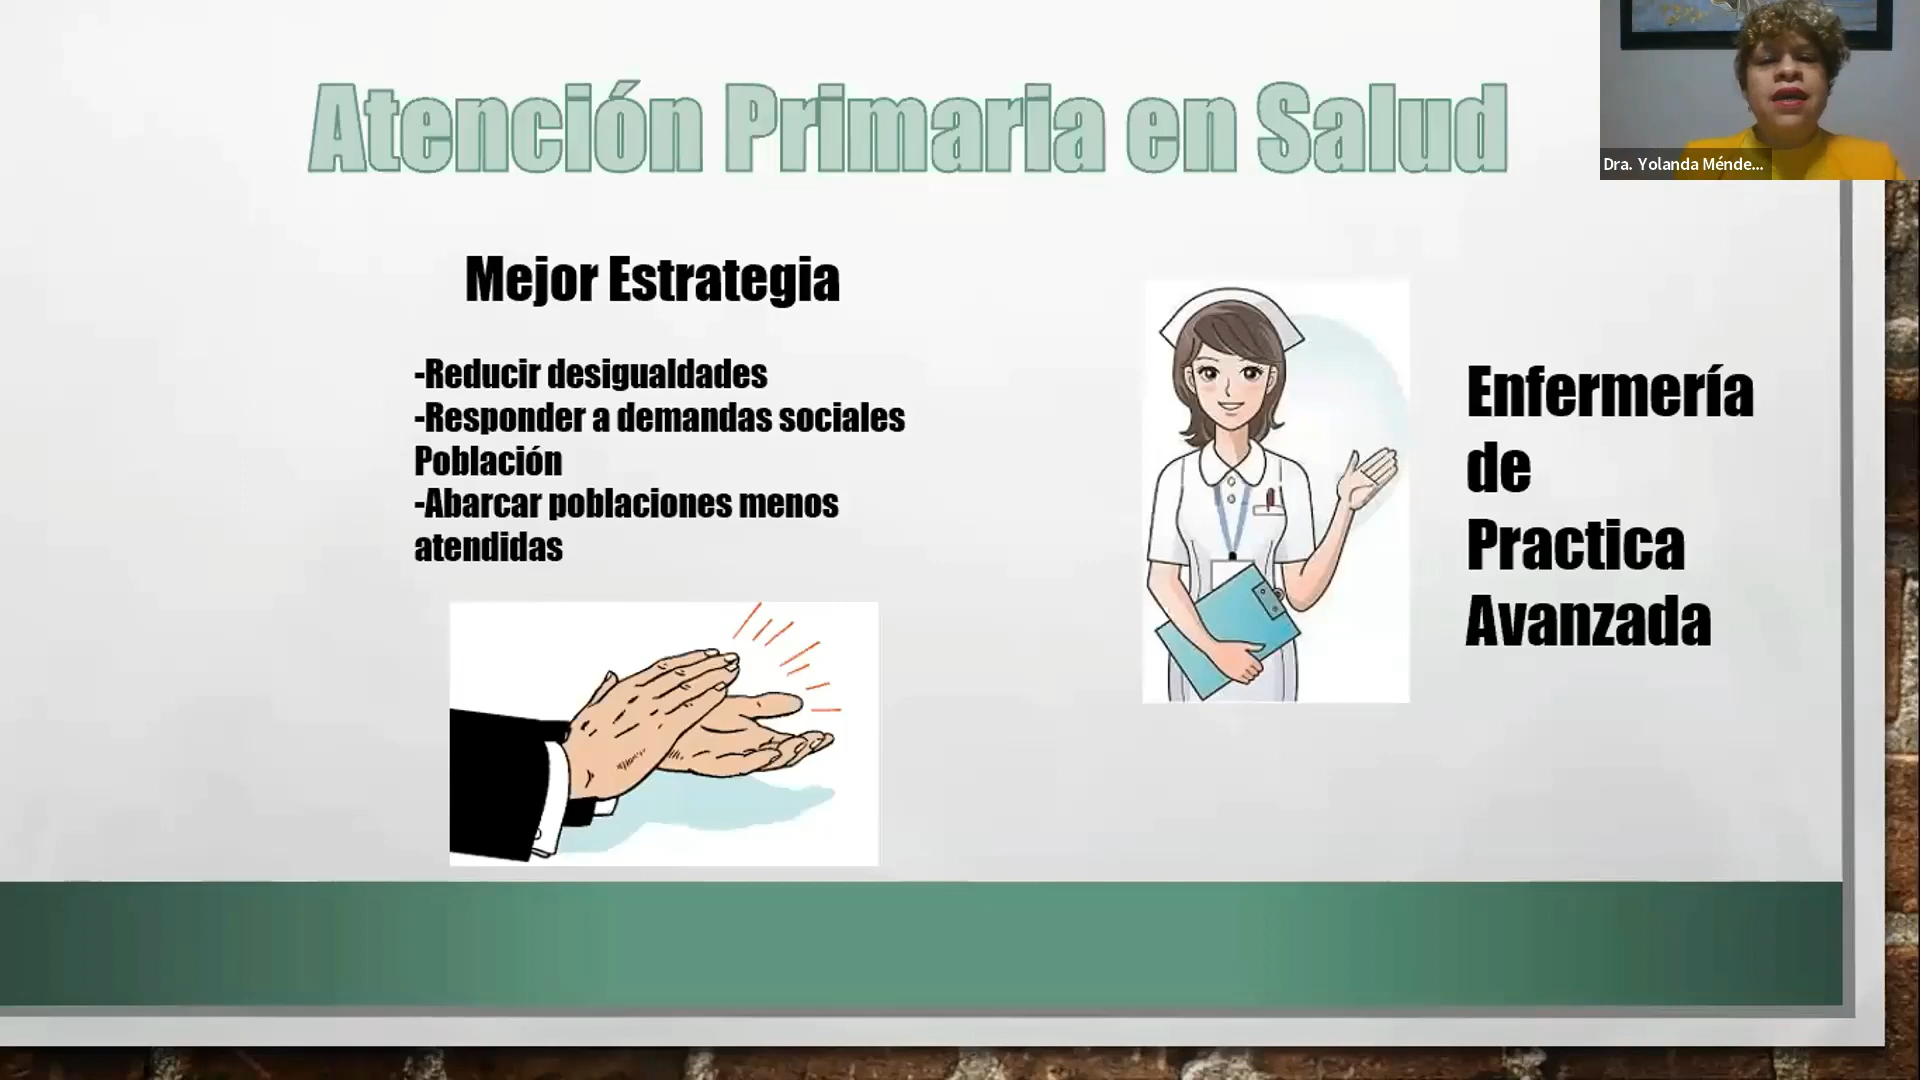 Atención Primaria en Salud
Dra. Yolanda Ménde...
Mejor Estrategia
-Reducir desigualdades
-Responder a demandas sociales
Población
-Abarcar poblaciones menos
atendidas
Enfermería
de
Practica
Avanzada